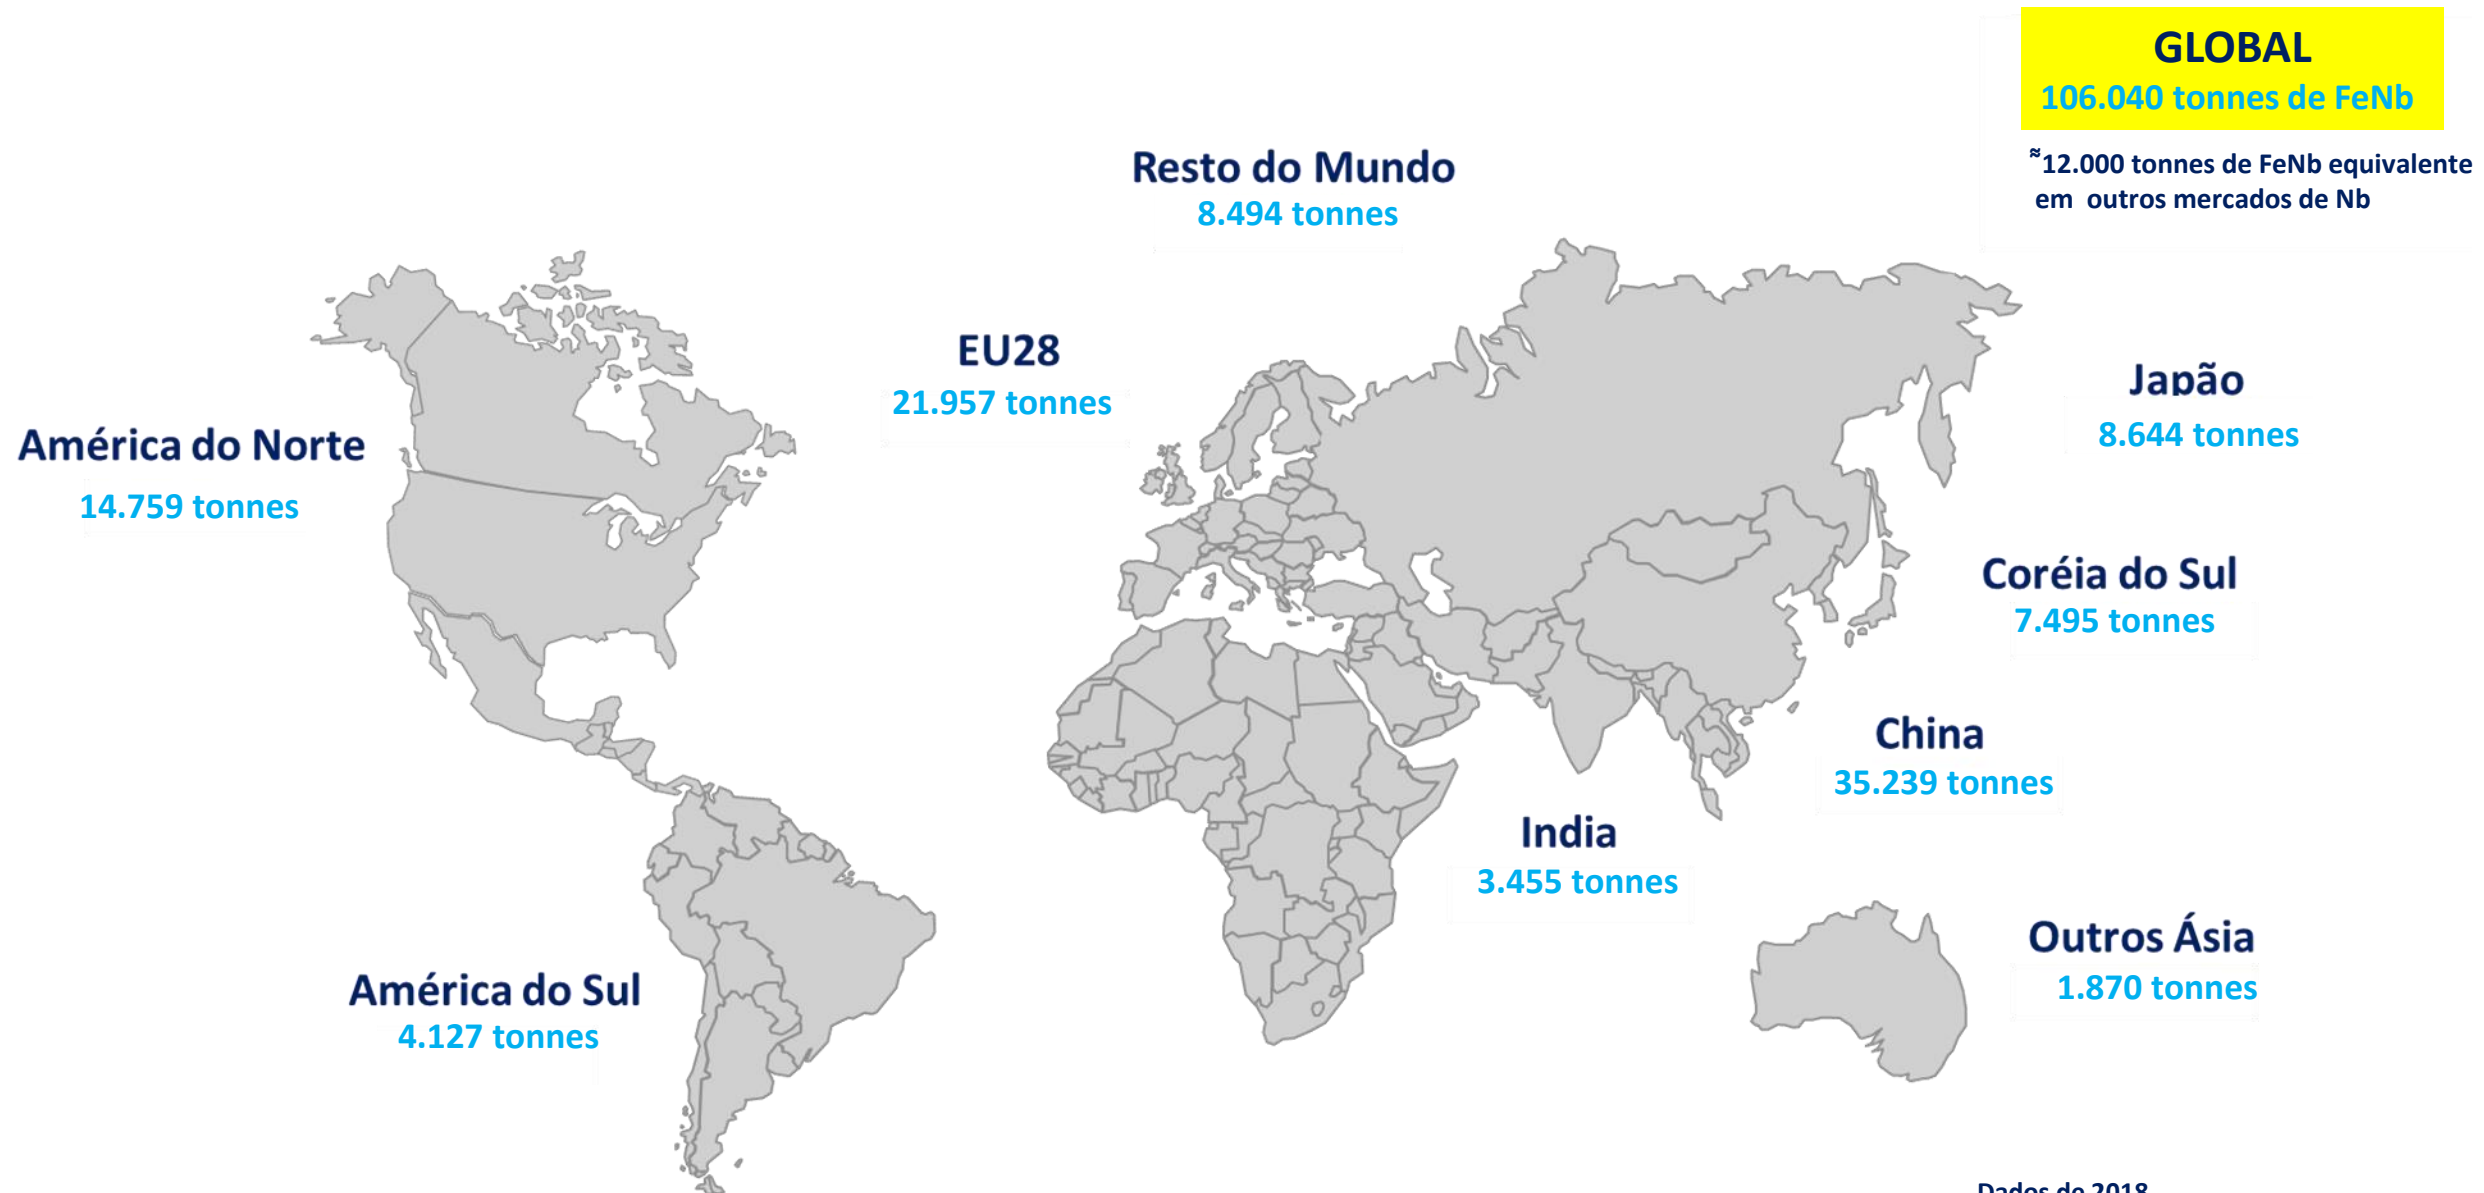 GLOBAL
106.040 tonnes de FeNb
≈12.000 tonnes de FeNb equivalente
em outros mercados de Nb
Resto do Mundo
8.494 tonnes
EU28
21.957 tonnes
Japão
8.644 tonnes
América do Norte
14.759 tonnes
Coréia do Sul
7.495 tonnes
China
35.239 tonnes
India
3.455 tonnes
Outros Ásia
1.870 tonnes
América do Sul
4.127 tonnes
Dados de 2018